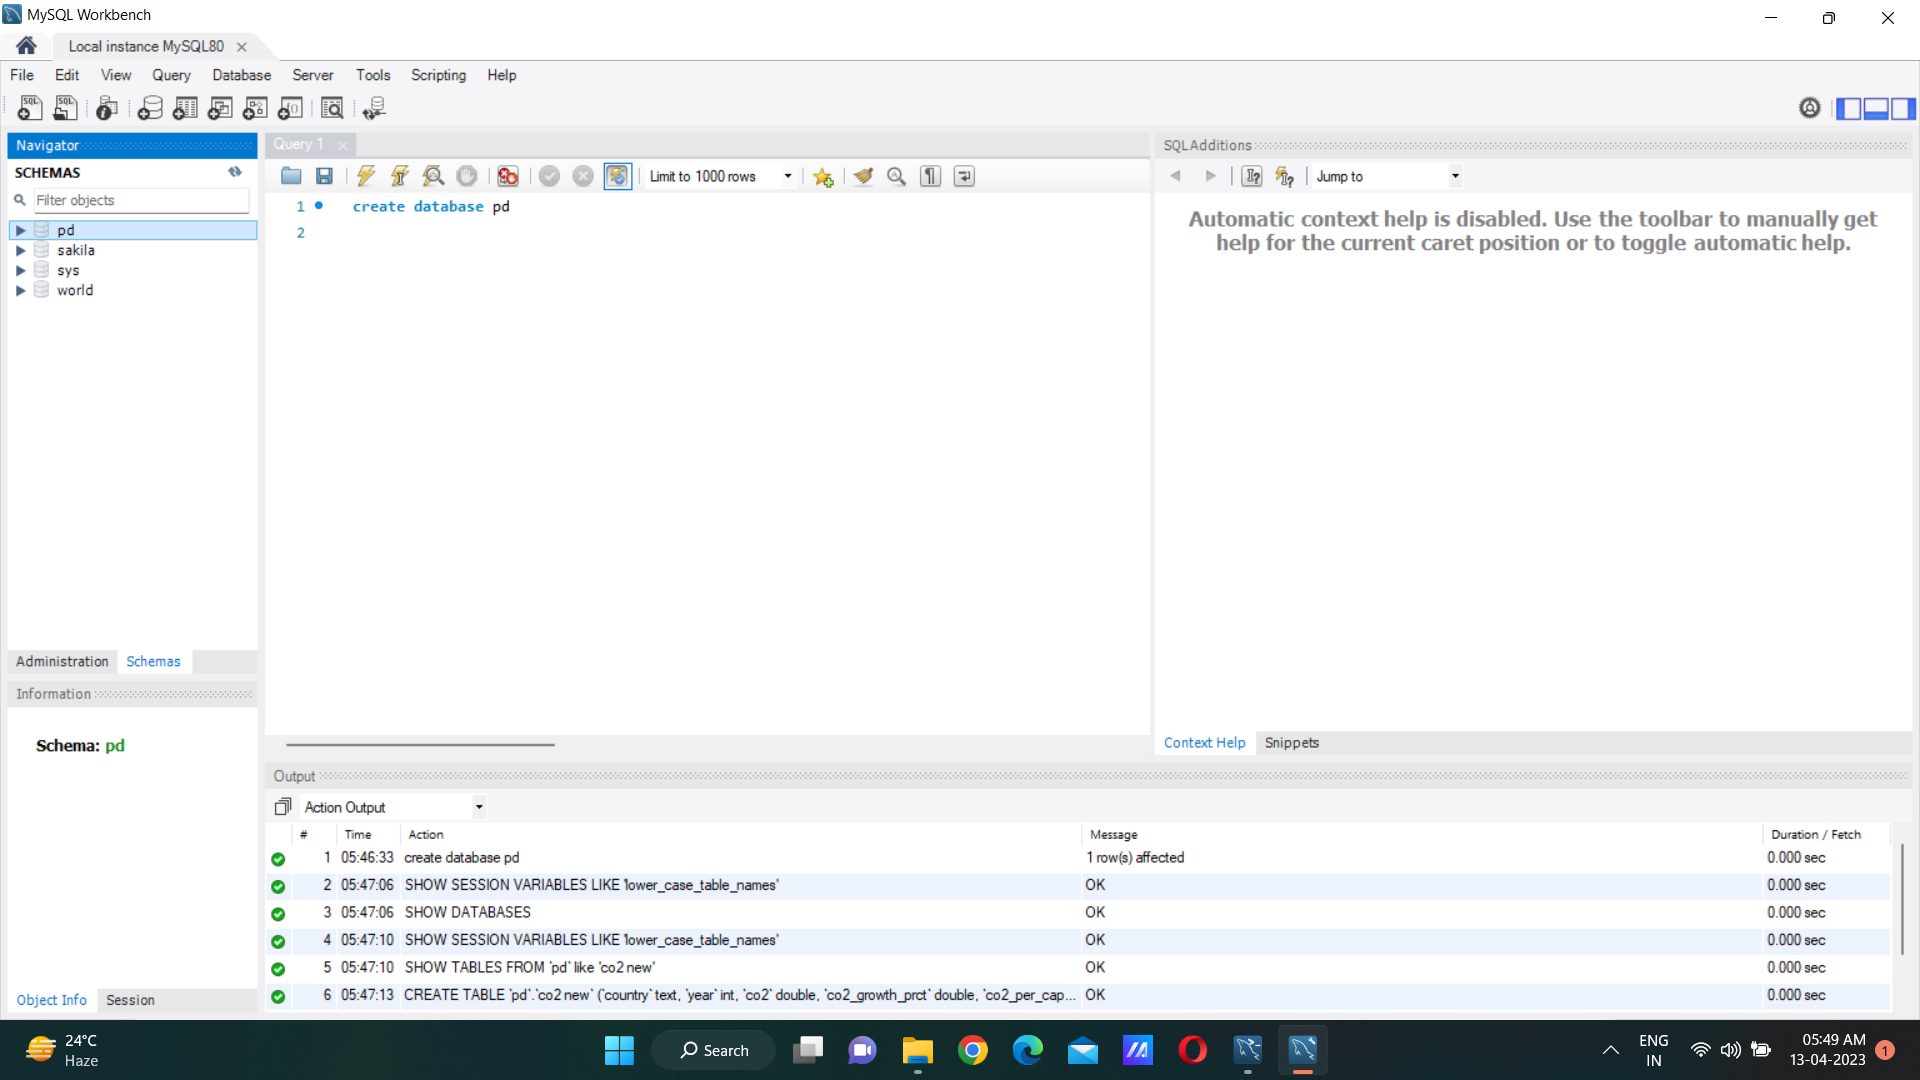 MySQL Workbench
Local instance MySQL80
File Edit View Query Database Server Tools Scripting Help
Navigator
SCHEMAS
Filter objects
pd
sakila
sys
world
Administration Schemas
Information
Schema: pd
Object Info Session
Query 1
Limit to 1000 rows
1 create database pd
2
SQLAdditions
Jump to
Automatic context help is disabled. Use the toolbar to manually get
help for the current caret position or to toggle automatic help.
Context Help Snippets
Output
Action Output
# Time Action Message Duration / Fetch
1 05:46:33 create database pd 1 row(s) affected 0.000 sec
2 05:47:06 SHOW SESSION VARIABLES LIKE 'lower_case_table_names' OK 0.000 sec
3 05:47:06 SHOW DATABASES OK 0.000 sec
4 05:47:10 SHOW SESSION VARIABLES LIKE 'lower_case_table_names' OK 0.000 sec
5 05:47:10 SHOW TABLES FROM `pd` like 'co2 new' OK 0.000 sec
6 05:47:13 CREATE TABLE `pd`.`co2 new` (`country` text, `year` int, `co2` double, `co2_growth_prct` double, `co2_per_cap... OK 0.000 sec
24°C
Haze
Search
ENG
IN
05:49 AM
13-04-2023
1